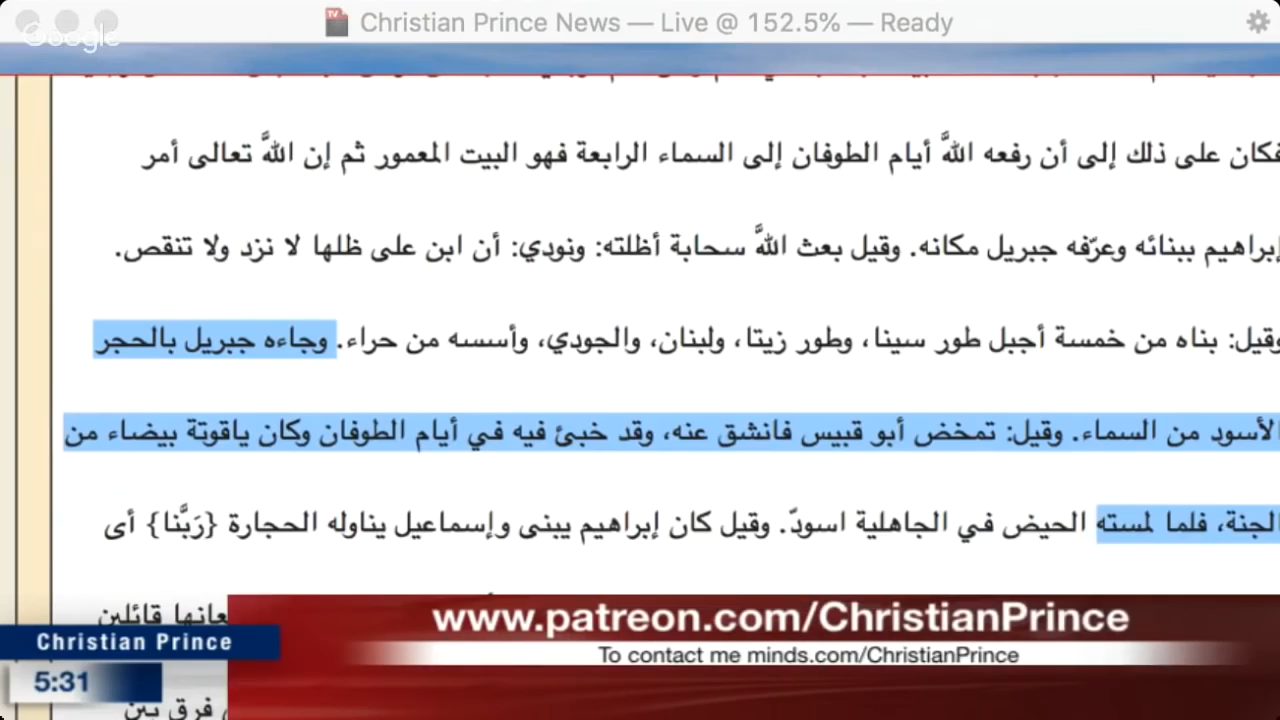 Christian Prince News — Live @ 152.5% — Ready
Google
فكان على ذلك إلى أن رفعه الله أيام الطوفان إلى السماء الرابعة فهو البيت المعمور ثم إن الله تعالى أمر
إبراهيم ببنائه وعرّفه جبريل مكانه. وقيل بعث الله سحابة أظلته: ونودي: أن ابن على ظلها لا نزد ولا تنقص.
وقيل: بناه من خمسة أجبل طور سينا، وطور زيتا، ولبنان، والجودي، وأسسه من حراء. وجاءه جبريل بالحجر
الأسود من السماء. وقيل: تمخض أبو قبيس فانشق عنه، وقد خبئ فيه في أيام الطوفان وكان ياقوتة بيضاء من
الجنة، فلما لمسته الحيض في الجاهلية اسودّ. وقيل كان إبراهيم يبنى وإسماعيل يناوله الحجارة {رَبَّنا} أى
قائلين
فرق بين
www.patreon.com/ChristianPrince
Christian Prince
To contact me minds.com/ChristianPrince
5:31